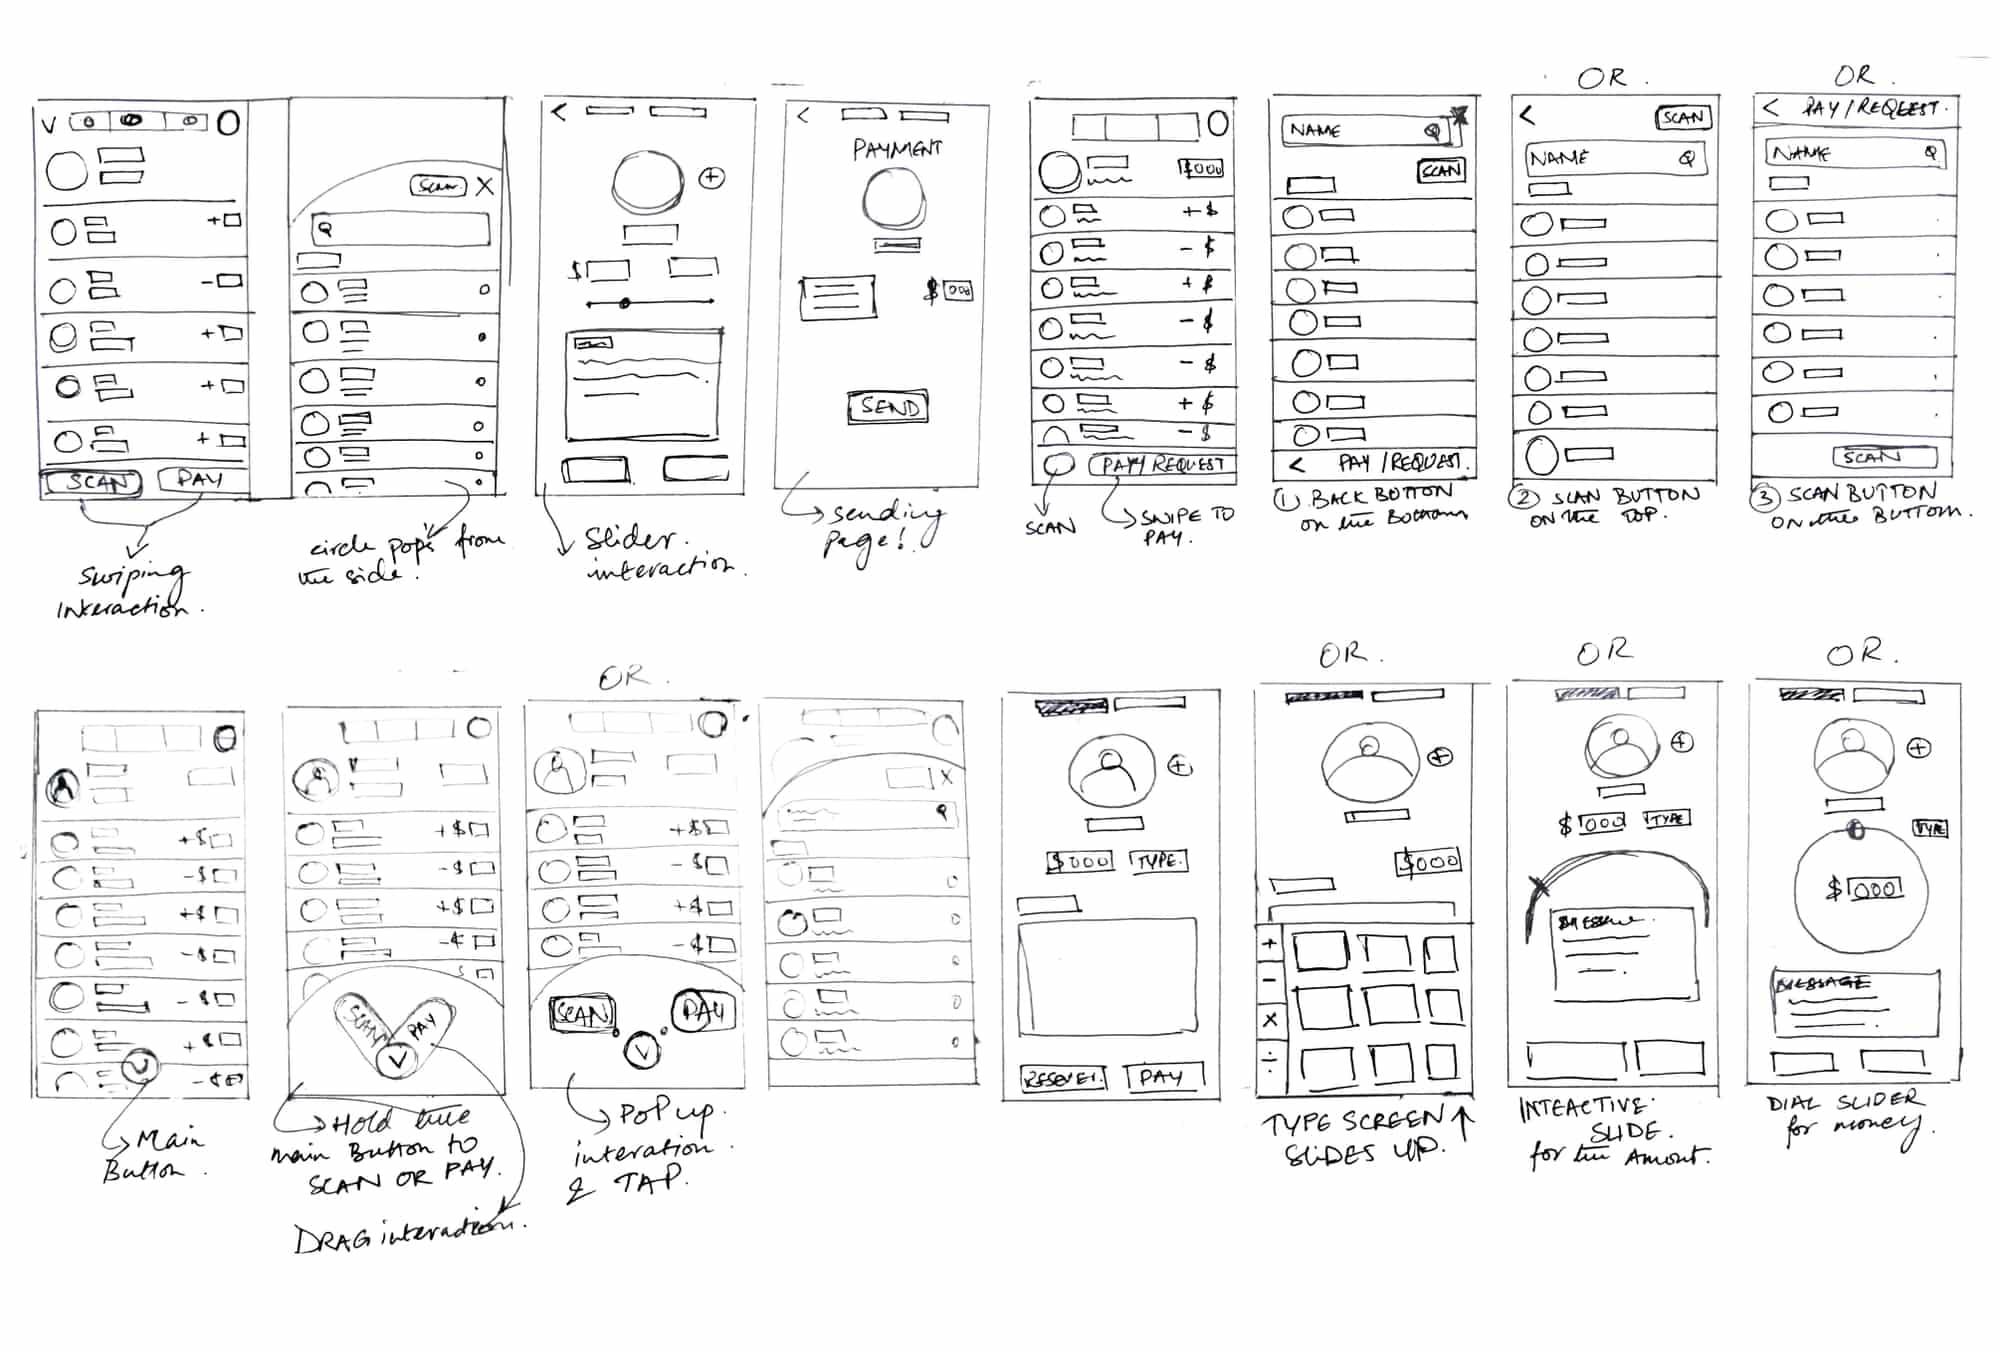 V
+
-
+
+
+
SCAN
PAY
Swiping
Interaction.
Scan
X
circle pops from
the side.
<
+
$
Slider.
interaction.
<
PAYMENT
$ 000
SEND
Sending
page!
$000
+ $
- $
+ $
- $
- $
+ $
- $
PAY/REQUEST
SCAN
SWIPE TO
PAY.
NAME
SCAN
< PAY/REQUEST.
1 BACK BOTTON
on the Bottom
OR.
<
SCAN
NAME
2 SCAN BUTTON
ON the TOP.
OR.
< PAY/REQEEST.
NAME
SCAN
3 SCAN BUTTON
ON the BUTTOM.
+$
-$
+$
-$
-$
+$
-$
V
Main
Button.
+$
-$
+$
-$
$
SCAN
PAY
V
Hold the
main Button to
SCAN OR PAY.
DRAG interaction.
OR.
+$
-$
+$
-$
SCAN
PAY
V
POP up.
interation
& TAP.
X
+
$000
TYPE.
PAY
OR.
+
$000
+
-
X
÷
TYPE SCREEN
SLIDES UP.
OR
+
$ 000
TYPE
MESSAGE
INTEACTIVE
SLIDE.
for the Amount.
OR.
+
TYPE
$ 000
MESSAGE
DIAL SLIDER
for money.